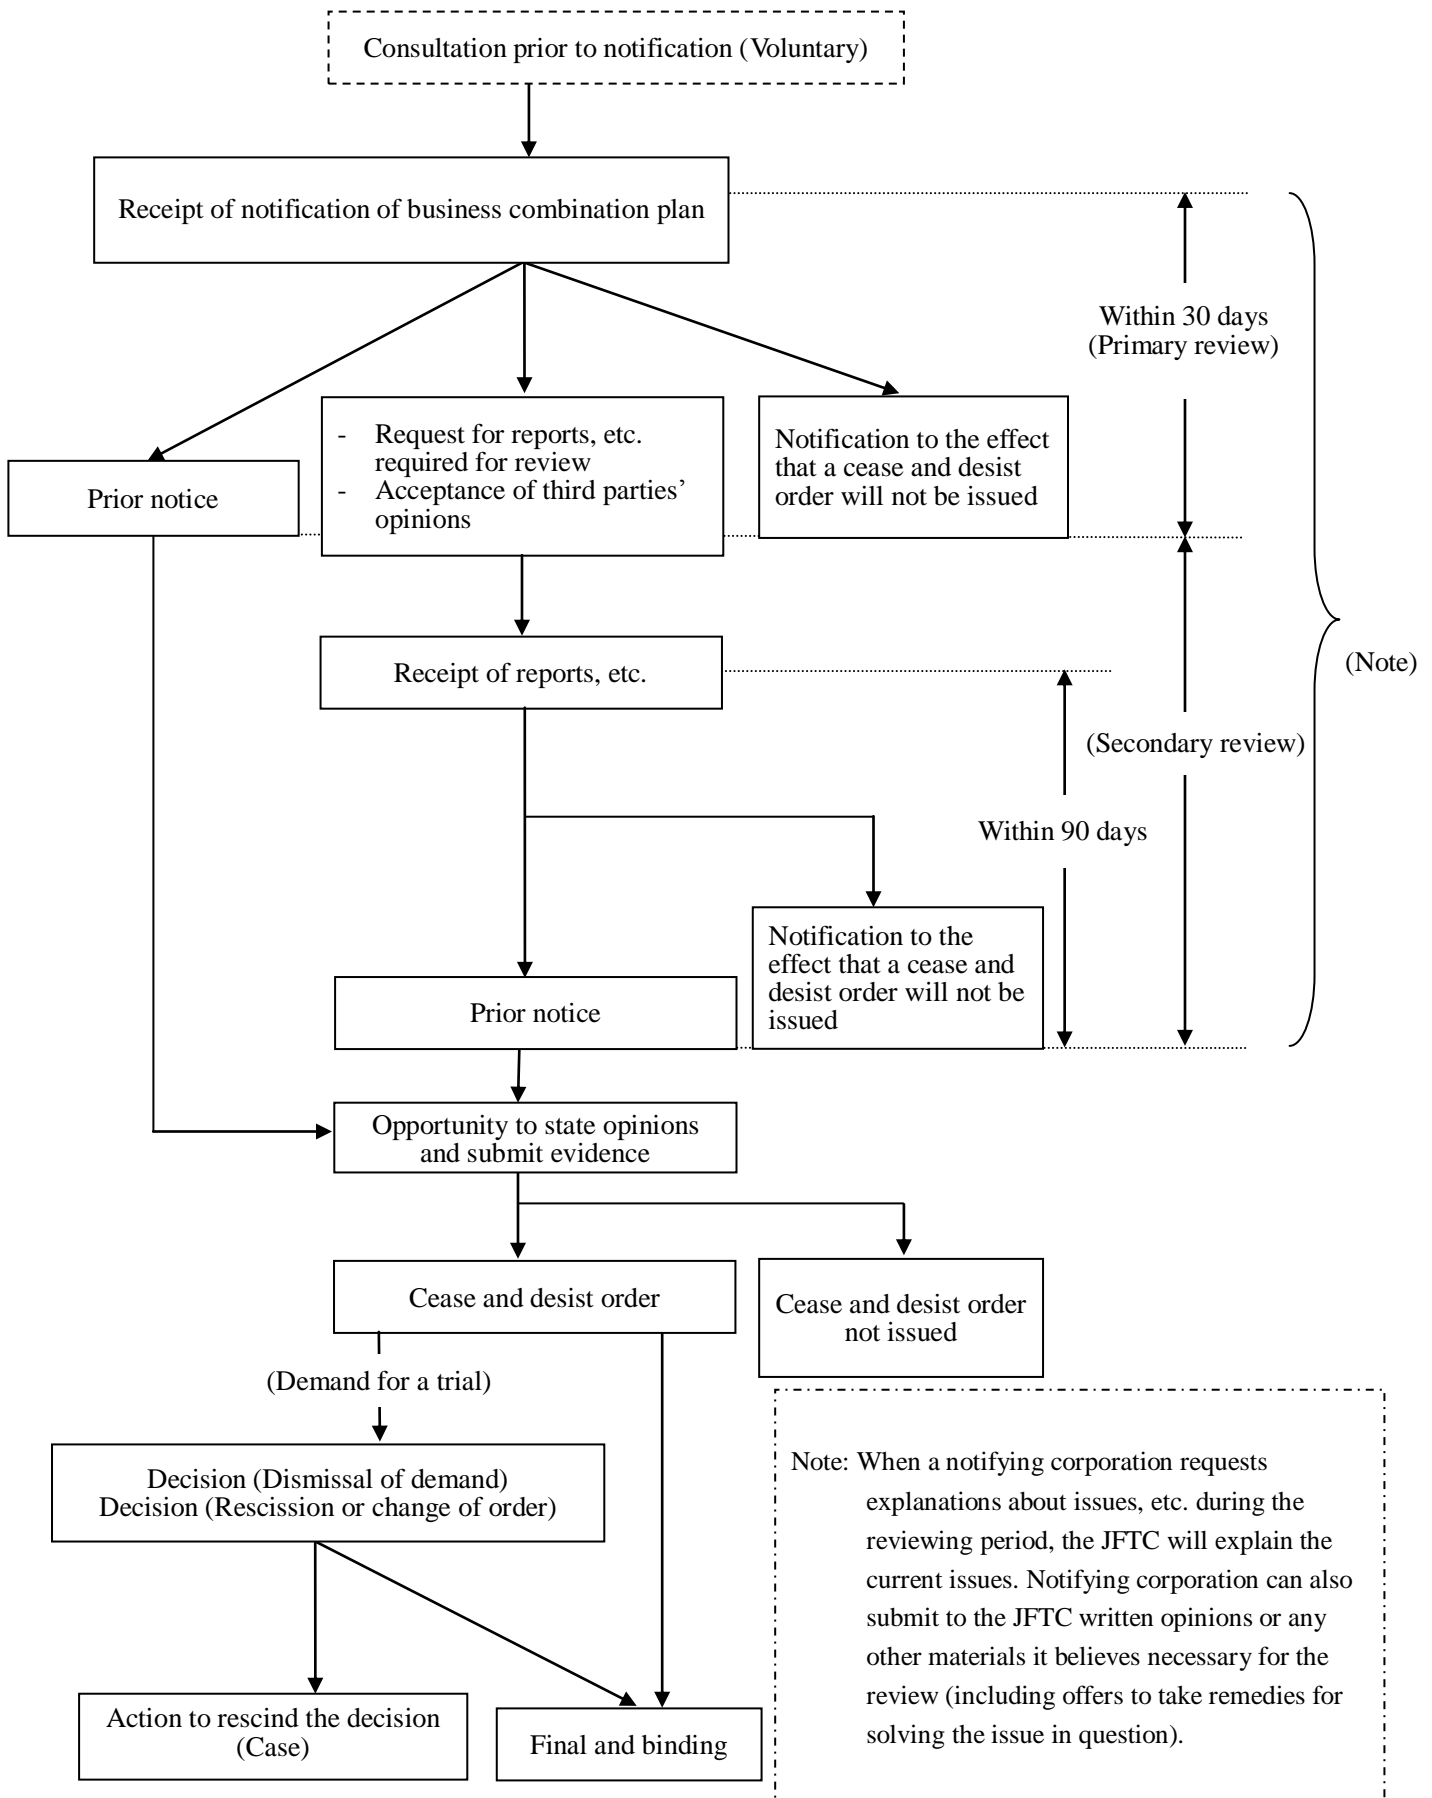 Consultation prior to notification (Voluntary)
Receipt of notification of business combination plan
Within 30 days
(Primary review)
Prior notice
- Request for reports, etc.
required for review
- Acceptance of third parties’
opinions
Notification to the effect
that a cease and desist
order will not be issued
Receipt of reports, etc.
(Note)
(Secondary review)
Within 90 days
Notification to the
effect that a cease and
desist order will not be
issued
Prior notice
Opportunity to state opinions
and submit evidence
Cease and desist order
Cease and desist order
not issued
(Demand for a trial)
Decision (Dismissal of demand)
Decision (Rescission or change of order)
Action to rescind the decision
(Case)
Final and binding
Note: When a notifying corporation requests
explanations about issues, etc. during the
reviewing period, the JFTC will explain the
current issues. Notifying corporation can also
submit to the JFTC written opinions or any
other materials it believes necessary for the
review (including offers to take remedies for
solving the issue in question).